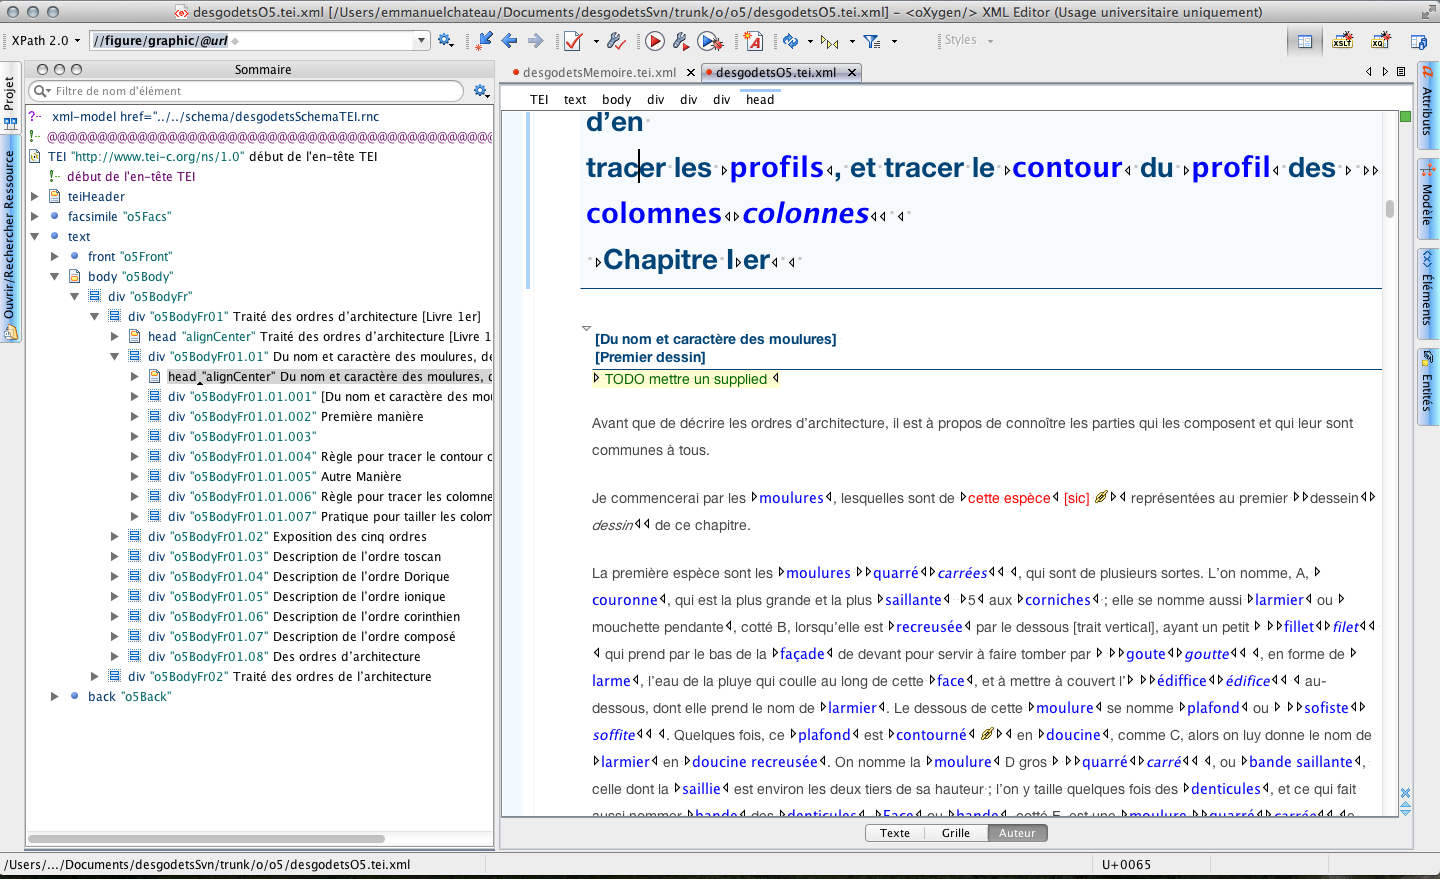 desgodetsO5.tei.xml [/Users/emmanuelchateau/Documents/desgodetsSvn/trunk/o/o5/desgodetsO5.tei.xml] - <oXygen/> XML Editor (Usage universitaire uniquement)
XPath 2.0 //figure/graphic/@url Styles
Sommaire
Filtre de nom d'élément
Projet
Ouvrir/Rechercher Ressource
xml-model href="../../schema/desgodetsSchemaTEI.rnc
TEI "http://www.tei-c.org/ns/1.0" début de l'en-tête TEI
début de l'en-tête TEI
teiHeader
facsimile "o5Facs"
text
front "o5Front"
body "o5Body"
div "o5BodyFr"
div "o5BodyFr01" Traité des ordres d'architecture [Livre 1er]
head "alignCenter" Traité des ordres d'architecture [Livre 1
div "o5BodyFr01.01" Du nom et caractère des moulures, de
head "alignCenter" Du nom et caractère des moulures, d
div "o5BodyFr01.01.001" [Du nom et caractère des mou
div "o5BodyFr01.01.002" Première manière
div "o5BodyFr01.01.003"
div "o5BodyFr01.01.004" Règle pour tracer le contour d
div "o5BodyFr01.01.005" Autre Manière
div "o5BodyFr01.01.006" Règle pour tracer les colomne
div "o5BodyFr01.01.007" Pratique pour tailler les colom
div "o5BodyFr01.02" Exposition des cinq ordres
div "o5BodyFr01.03" Description de l'ordre toscan
div "o5BodyFr01.04" Description de l'ordre Dorique
div "o5BodyFr01.05" Description de l'ordre ionique
div "o5BodyFr01.06" Description de l'ordre corinthien
div "o5BodyFr01.07" Description de l'ordre composé
div "o5BodyFr01.08" Des ordres d'architecture
div "o5BodyFr02" Traité des ordres de l'architecture
back "o5Back"
desgodetsMemoire.tei.xml desgodetsO5.tei.xml
TEI text body div div div head
d'en
tracer les profils, et tracer le contour du profil des
colomnes colonnes
Chapitre Ier
[Du nom et caractère des moulures]
[Premier dessin]
TODO mettre un supplied
Avant que de décrire les ordres d'architecture, il est à propos de connoître les parties qui les composent et qui leur sont
communes à tous.
Je commencerai par les moulures, lesquelles sont de cette espèce [sic] représentées au premier dessein
dessin de ce chapitre.
La première espèce sont les moulures quarré carrées, qui sont de plusieurs sortes. L'on nomme, A,
couronne, qui est la plus grande et la plus saillante 5 aux corniches ; elle se nomme aussi larmier ou
mouchette pendante, cotté B, lorsqu'elle est recreusée par le dessous [trait vertical], ayant un petit fillet filet
qui prend par le bas de la façade de devant pour servir à faire tomber par goute goutte, en forme de
larme, l'eau de la pluye qui coulle au long de cette face, et à mettre à couvert l' édiffice édifice au-
dessous, dont elle prend le nom de larmier. Le dessous de cette moulure se nomme plafond ou sofiste
soffite. Quelques fois, ce plafond est contourné en doucine, comme C, alors on luy donne le nom de
larmier en doucine recreusée. On nomme la moulure D gros quarré carré, ou bande saillante,
celle dont la saillie est environ les deux tiers de sa hauteur ; l'on y taille quelques fois des denticules, et ce qui fait
aussi nommer bande des denticules. Face ou bande, cotté E, est une moulure quarré carrée
Attributs
Modèle
Éléments
Entités
Texte Grille Auteur
/Users/.../Documents/desgodetsSvn/trunk/o/o5/desgodetsO5.tei.xml U+0065